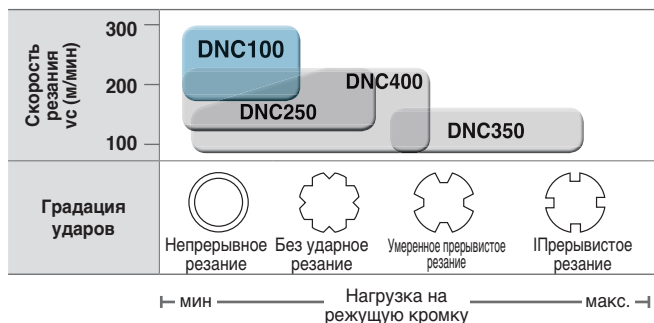 Скорость
резания
vc (м/мин)
300
200
100
DNC100
DNC400
DNC250
DNC350
Градация
ударов
Непрерывное
резание
Без ударное
резание
Умеренное прерывистое
резание
IПрерывистое
резание
мин
Нагрузка на
режущую кромку
макс.